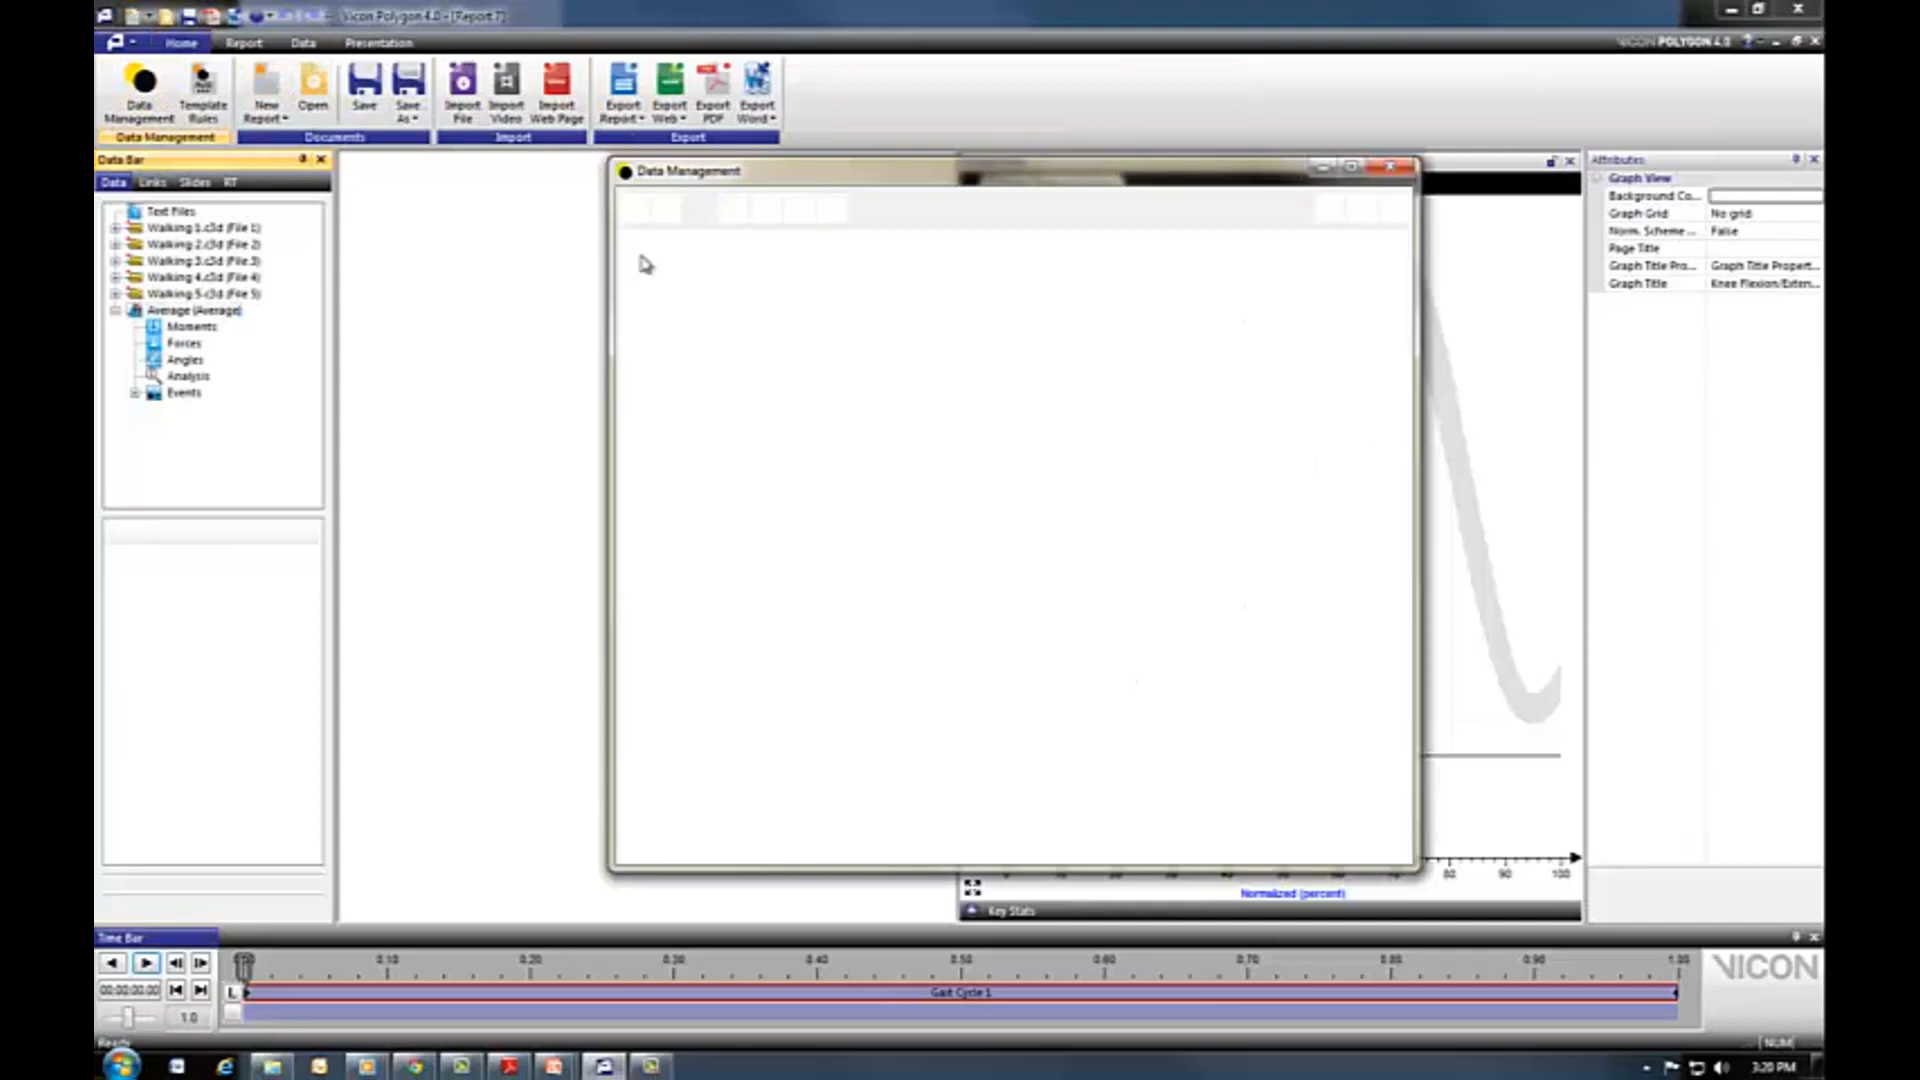 Vicon Polygon 4.0 - [Report 7]
Home Report Data Presentation
VICON POLYGON 4.0
Data Management
Template Rules
New Report
Open
Save
Save As
Import File
Import Video
Import Web Page
Export Report
Export Web
Export PDF
Export Word
Data Management Documents Import Export
Data Bar
Data Links Slides RT
Text Files
Walking 1.c3d (File 1)
Walking 2.c3d (File 2)
Walking 3.c3d (File 3)
Walking 4.c3d (File 4)
Walking 5.c3d (File 5)
Average (Average)
Moments
Forces
Angles
Analysis
Events
Data Management
80 90 100
Normalized (percent)
Key Stats
Attributes
Graph View
Background Co...
Graph Grid No grid
Norm. Scheme ... False
Page Title
Graph Title Pro... Graph Title Propert...
Graph Title Knee Flexion/Exten...
Time Bar
0.10 0.20 0.30 0.40 0.50 0.60 0.70 0.80 0.90 1.00
VICON
00:00:00.00
L
Gait Cycle 1
1.0
Ready
NUM
3:20 PM